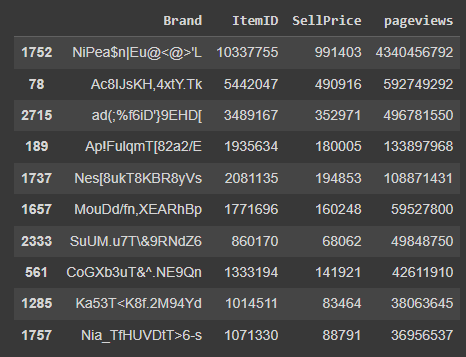 Brand ItemID SellPrice pageviews
1752 NiPea$n|Eu@<@>'L 10337755 991403 4340456792
78 Ac8IJsKH,4xtY.Tk 5442047 490916 592749292
2715 ad(;%f6iD'}9EHD[ 3489167 352971 496781550
189 Ap!FulqmT[82a2/E 1935634 180005 133897968
1737 Nes[8ukT8KBR8yVs 2081135 194853 108871431
1657 MouDd/fn,XEARhBp 1771696 160248 59527800
2333 SuUM.u7T\&9RNdZ6 860170 68062 49848750
561 CoGXb3uT&^.NE9Qn 1333194 141921 42611910
1285 Ka53T<K8f.2M94Yd 1014511 83464 38063645
1757 Nia_TfHUVDtT>6-s 1071330 88791 36956537